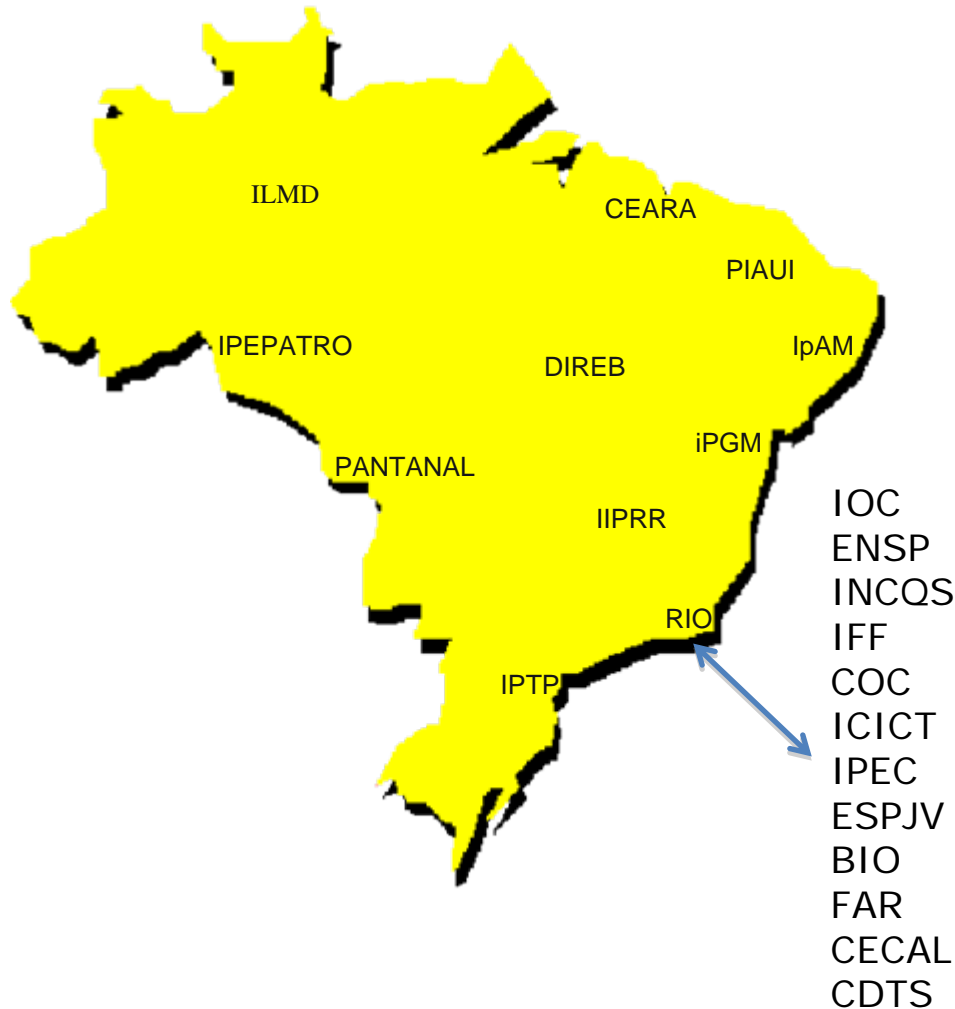 ILMD
CEARA
PIAUI
IPEPATRO
DIREB
IpAM
iPGM
PANTANAL
IIPRR
RIO
IPTP
IOC
ENSP
INCQS
IFF
COC
ICICT
IPEC
ESPJV
BIO
FAR
CECAL
CDTS